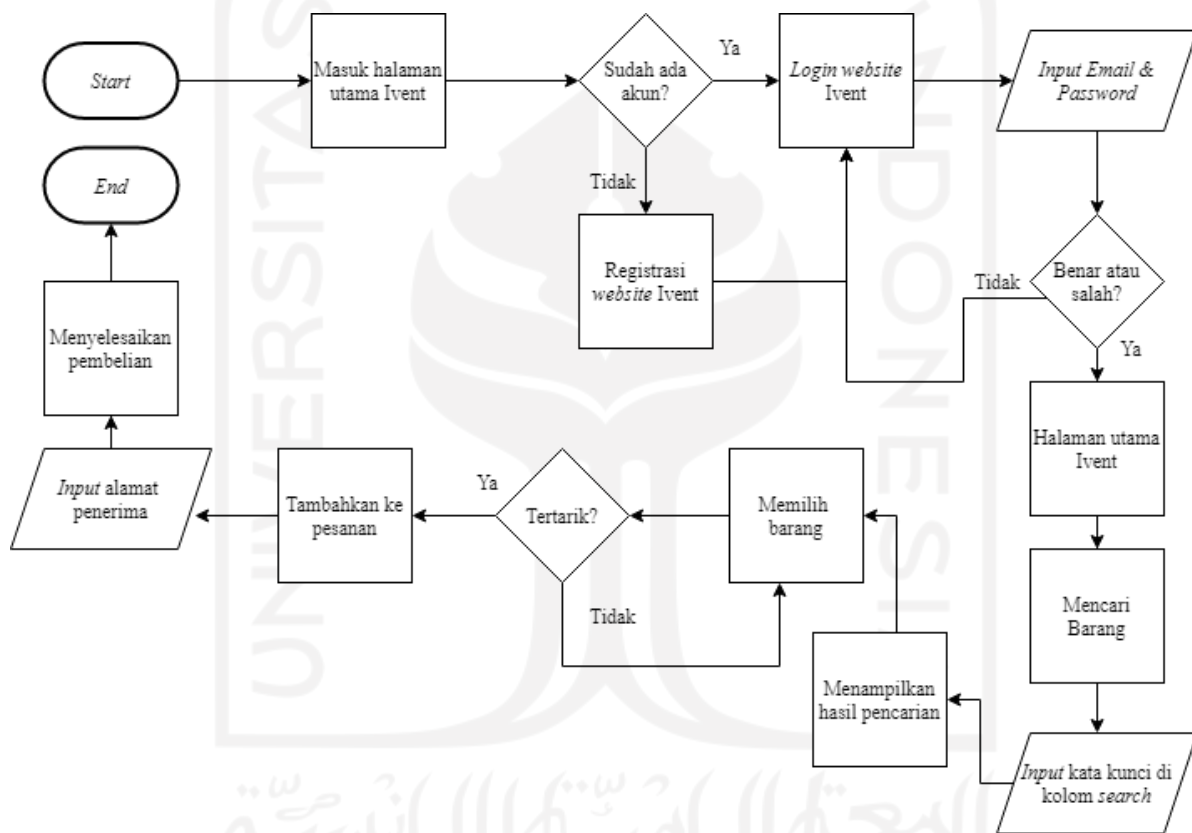 Start
Masuk halaman
utama Ivent
Sudah ada
akun?
Ya
Login website
Ivent
Input Email &
Password
End
Tidak
Registrasi
website Ivent
Tidak
Benar atau
salah?
Ya
Menyelesaikan
pembelian
Halaman utama
Ivent
Input alamat
penerima
Tambahkan ke
pesanan
Ya
Tertarik?
Memilih
barang
Tidak
Mencari
Barang
Menampilkan
hasil pencarian
Input kata kunci di
kolom search
UNIVERSITAS
INDONESI